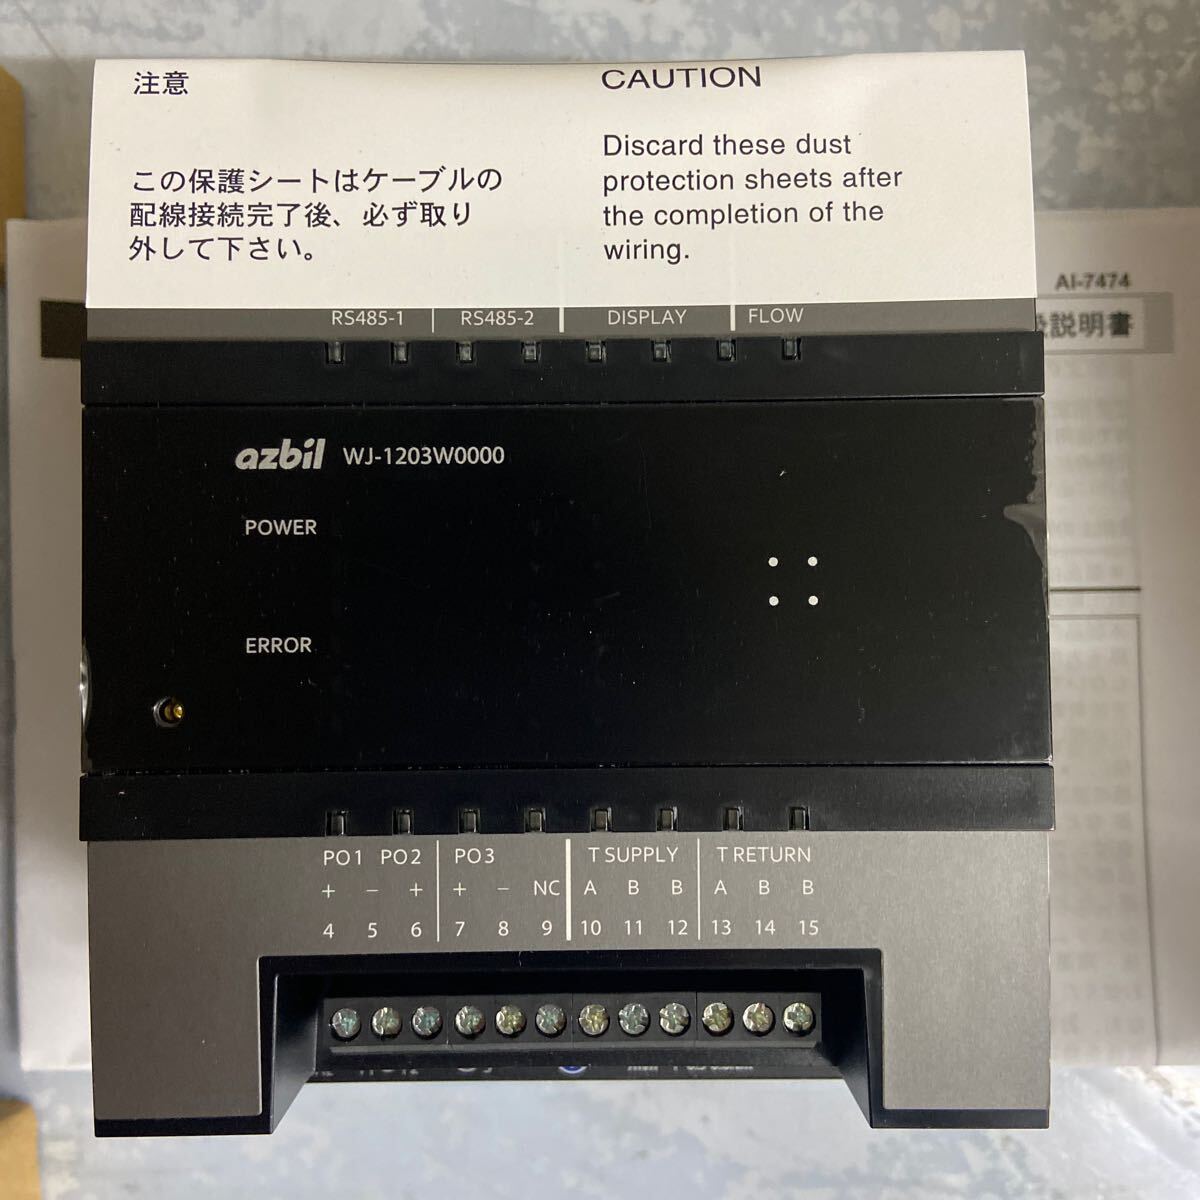 注意
この保護シートはケーブルの
配線接続完了後、必ず取り
外して下さい。
CAUTION
Discard these dust
protection sheets after
the completion of the
wiring.
AI-7474
説明書
RS485-1 RS485-2 DISPLAY FLOW
azbil WJ-1203W0000
POWER
ERROR
PO1 PO2 PO3 T SUPPLY T RETURN
+ − + + − NC A B B A B B
4 5 6 7 8 9 10 11 12 13 14 15